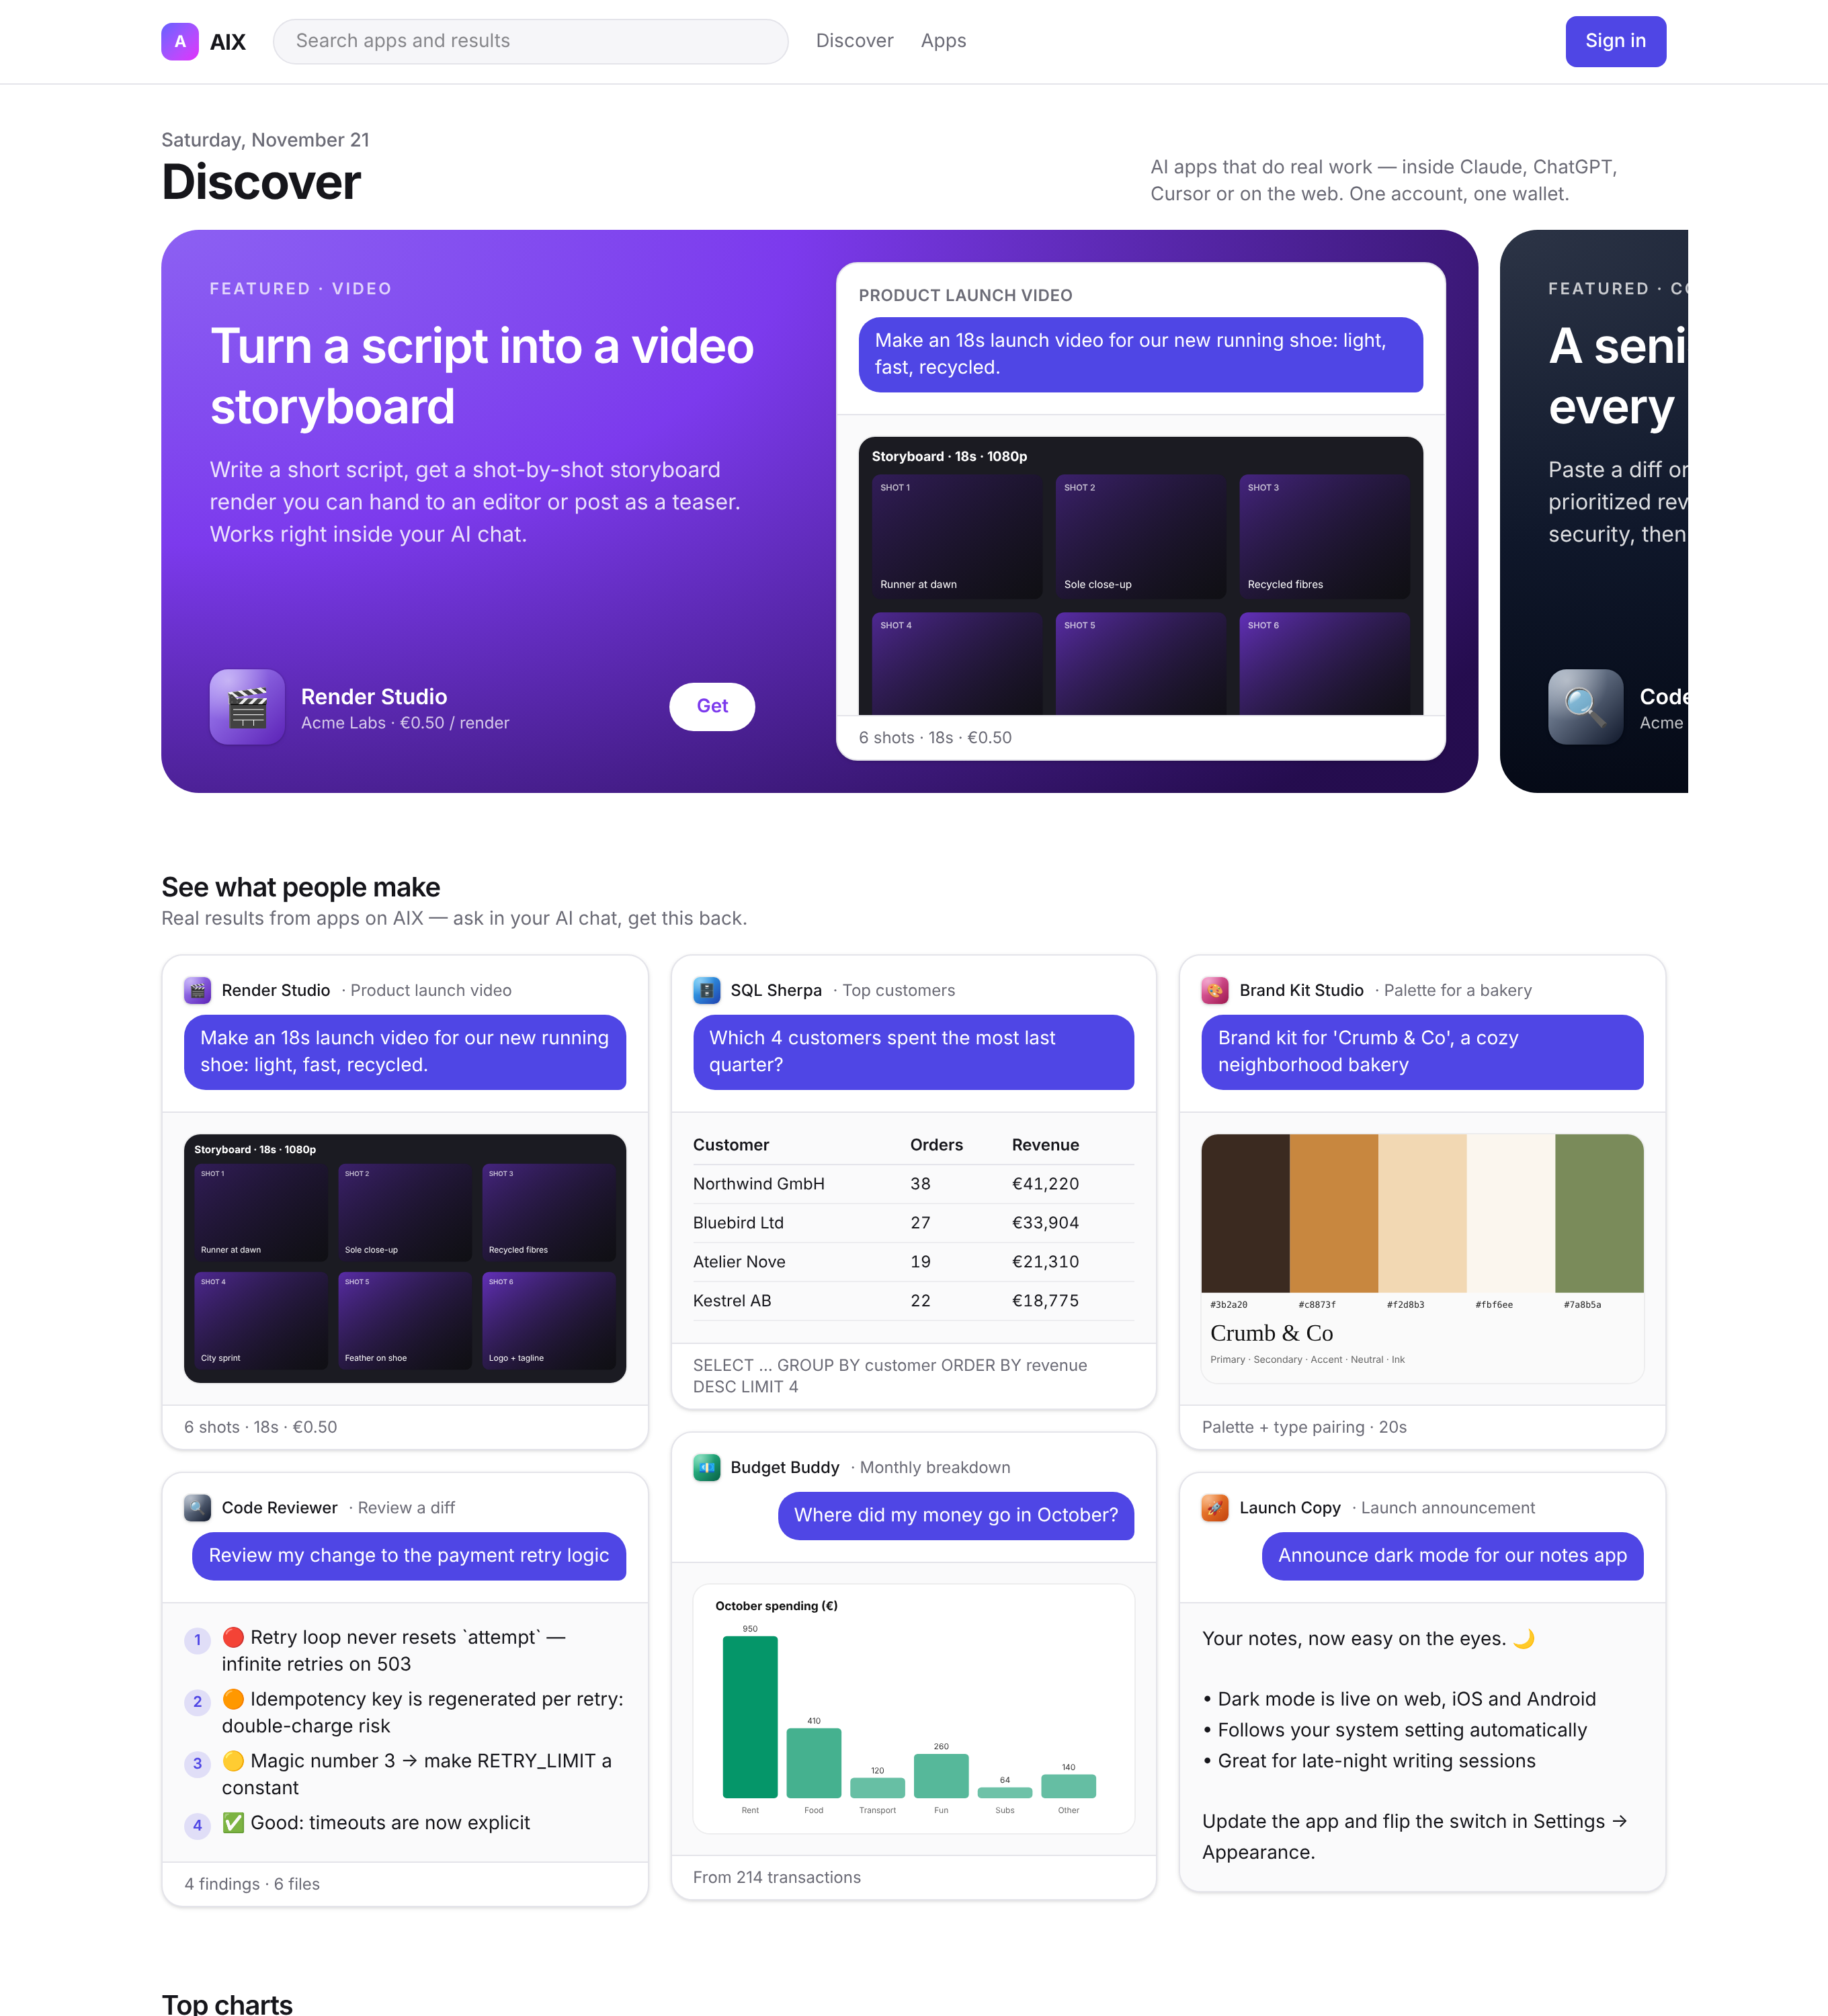 A AIX
Search apps and results
Discover
Apps
Sign in
Saturday, November 21
Discover
AI apps that do real work — inside Claude, ChatGPT,
Cursor or on the web. One account, one wallet.
FEATURED · VIDEO
Turn a script into a video
storyboard
Write a short script, get a shot-by-shot storyboard
render you can hand to an editor or post as a teaser.
Works right inside your AI chat.
Render Studio
Acme Labs · €0.50 / render
Get
PRODUCT LAUNCH VIDEO
Make an 18s launch video for our new running shoe: light,
fast, recycled.
Storyboard · 18s · 1080p
SHOT 1
SHOT 2
SHOT 3
Runner at dawn
Sole close-up
Recycled fibres
SHOT 4
SHOT 5
SHOT 6
6 shots · 18s · €0.50
FEATURED ·
A
every
Paste a diff or
prioritized
security, then
Acme
See what people make
Real results from apps on AIX — ask in your AI chat, get this back.
Render Studio · Product launch video
Make an 18s launch video for our new running
shoe: light, fast, recycled.
Storyboard · 18s · 1080p
SHOT 1
SHOT 2
SHOT 3
Runner at dawn
Sole close-up
Recycled fibres
SHOT 4
SHOT 5
SHOT 6
City sprint
Feather on shoe
Logo + tagline
6 shots · 18s · €0.50
Code Reviewer · Review a diff
Review my change to the payment retry logic
1 🔴 Retry loop never resets `attempt` —
infinite retries on 503
2 🟠 Idempotency key is regenerated per retry:
double-charge risk
3 🟡 Magic number 3 → make RETRY_LIMIT a
constant
4 ✅ Good: timeouts are now explicit
4 findings · 6 files
SQL Sherpa · Top customers
Which 4 customers spent the most last
quarter?
Customer Orders Revenue
Northwind GmbH 38 €41,220
Bluebird Ltd 27 €33,904
Atelier Nove 19 €21,310
Kestrel AB 22 €18,775
SELECT … GROUP BY customer ORDER BY revenue
DESC LIMIT 4
Budget Buddy · Monthly breakdown
Where did my money go in October?
October spending (€)
950
410
120
260
64
140
Rent
Food
Transport
Fun
Subs
Other
From 214 transactions
Brand Kit Studio · Palette for a bakery
Brand kit for 'Crumb & Co', a cozy
neighborhood bakery
#3b2a20
#c8873f
#f2d8b3
#fbf6ee
#7a8b5a
Crumb & Co
Primary · Secondary · Accent · Neutral · Ink
Palette + type pairing · 20s
Launch Copy · Launch announcement
Announce dark mode for our notes app
Your notes, now easy on the eyes. 🌙
• Dark mode is live on web, iOS and Android
• Follows your system setting automatically
• Great for late-night writing sessions
Update the app and flip the switch in Settings →
Appearance.
Top charts